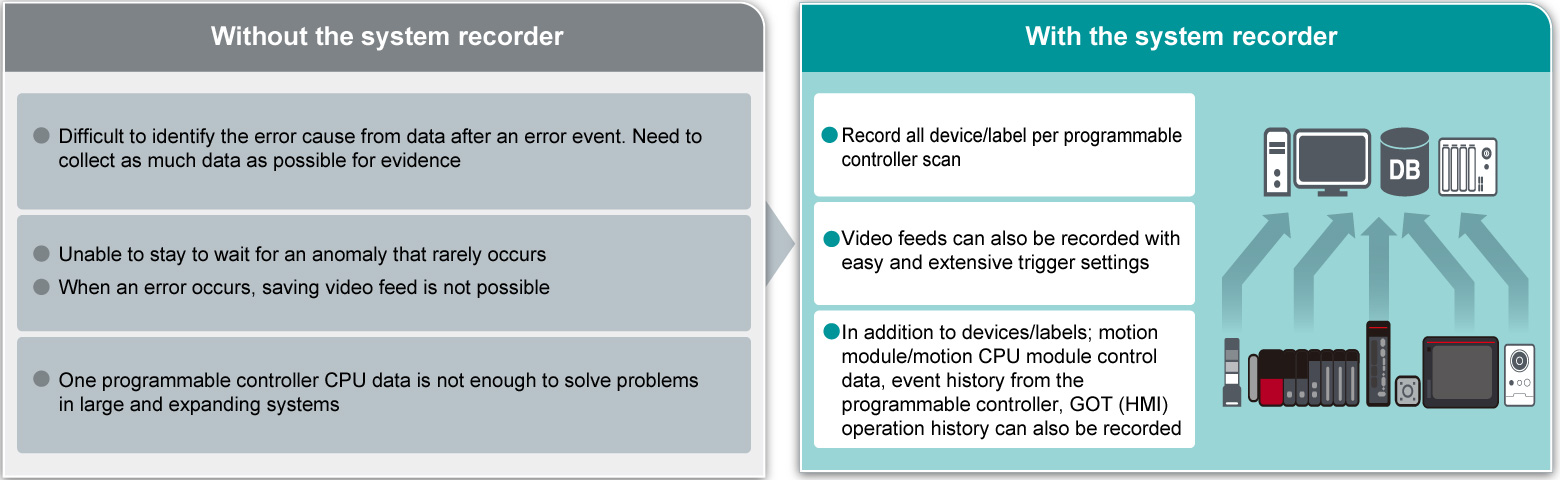 Without the system recorder
Difficult to identify the error cause from data after an error event. Need to
collect as much data as possible for evidence
Unable to stay to wait for an anomaly that rarely occurs
When an error occurs, saving video feed is not possible
One programmable controller CPU data is not enough to solve problems
in large and expanding systems
With the system recorder
Record all device/label per programmable
controller scan
Video feeds can also be recorded with
easy and extensive trigger settings
In addition to devices/labels; motion
module/motion CPU module control
data, event history from the
programmable controller, GOT (HMI)
operation history can also be recorded
DB